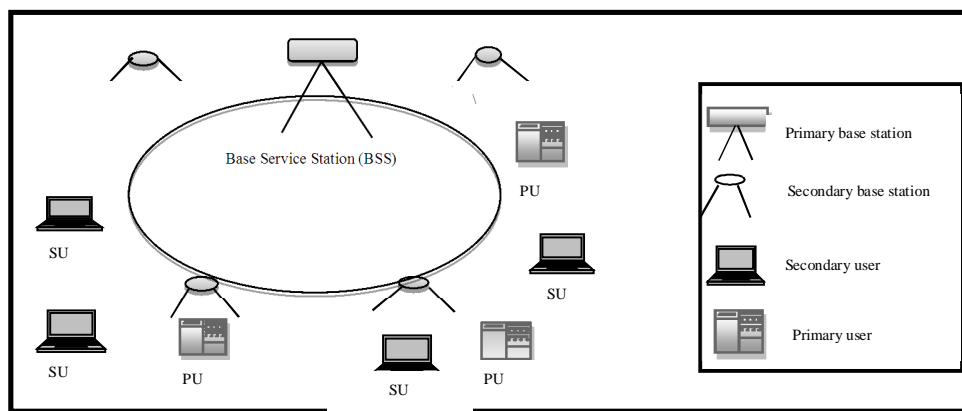 Base Service Station (BSS)
PU
SU
SU
SU
PU
SU
PU
Primary base station
Secondary base station
Secondary user
Primary user